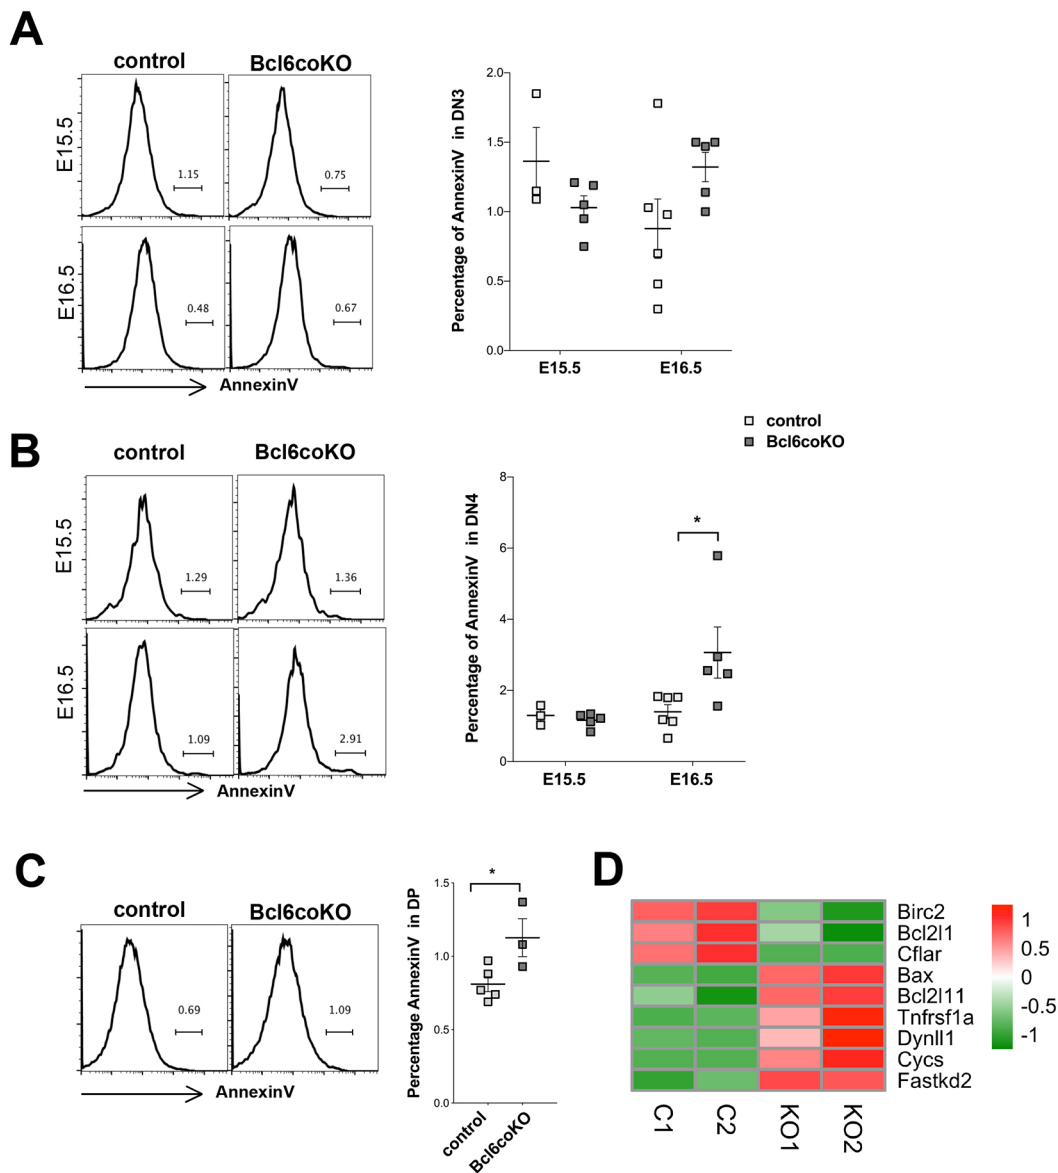 A
control
Bcl6coKO
E15.5
1.15
0.75
E16.5
0.48
0.67
AnnexinV
Percentage of AnnexinV in DN3
2.0
1.5
1.0
0.5
0.0
E15.5
E16.5
control
Bcl6coKO
B
control
Bcl6coKO
E15.5
1.29
1.36
E16.5
1.09
2.91
AnnexinV
Percentage of AnnexinV in DN4
8
6
4
2
0
*
E15.5
E16.5
C
control
Bcl6coKO
0.69
1.09
AnnexinV
Percentage AnnexinV in DP
1.5
1.0
0.5
0.0
*
control
Bcl6coKO
D
Birc2
Bcl2l1
Cflar
Bax
Bcl2l11
Tnfrsf1a
Dynll1
Cycs
Fastkd2
C1
C2
KO1
KO2
1
0.5
0
-0.5
-1